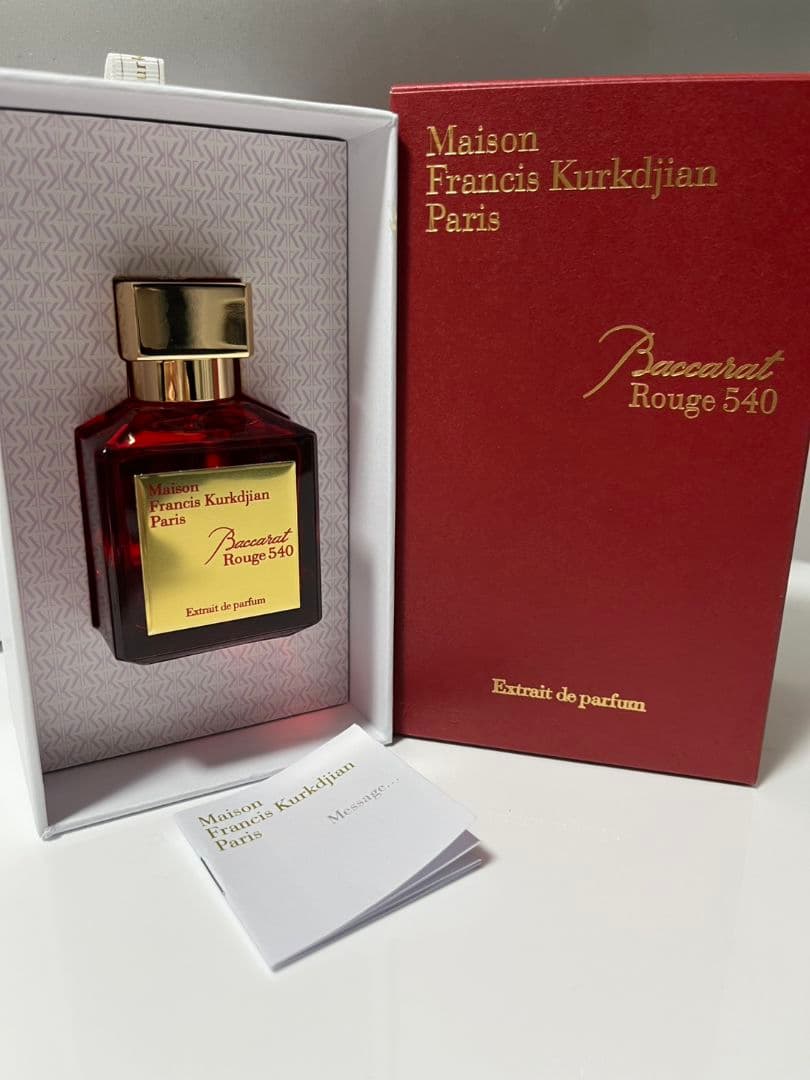 Maison
Francis Kurkdjian
Paris
Baccarat
Rouge 540
Extrait de parfum
Maison
Francis Kurkdjian
Paris
Baccarat
Rouge 540
Extrait de parfum
Maison
Francis Kurkdjian
Paris
Message...